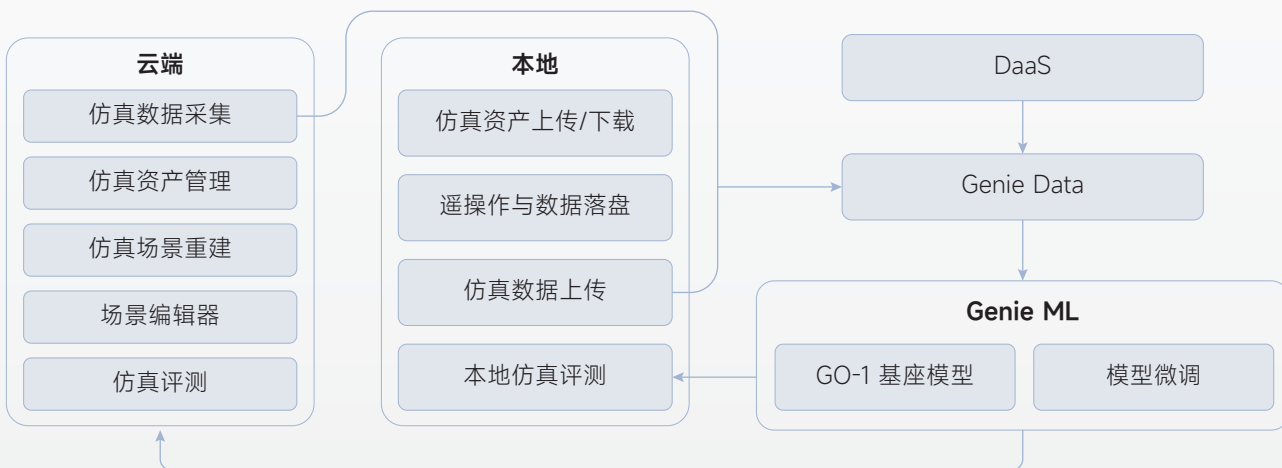 云端
仿真数据采集
仿真资产管理
仿真场景重建
场景编辑器
仿真评测
本地
仿真资产上传/下载
遥操作与数据落盘
仿真数据上传
本地仿真评测
DaaS
Genie Data
Genie ML
GO-1 基座模型
模型微调